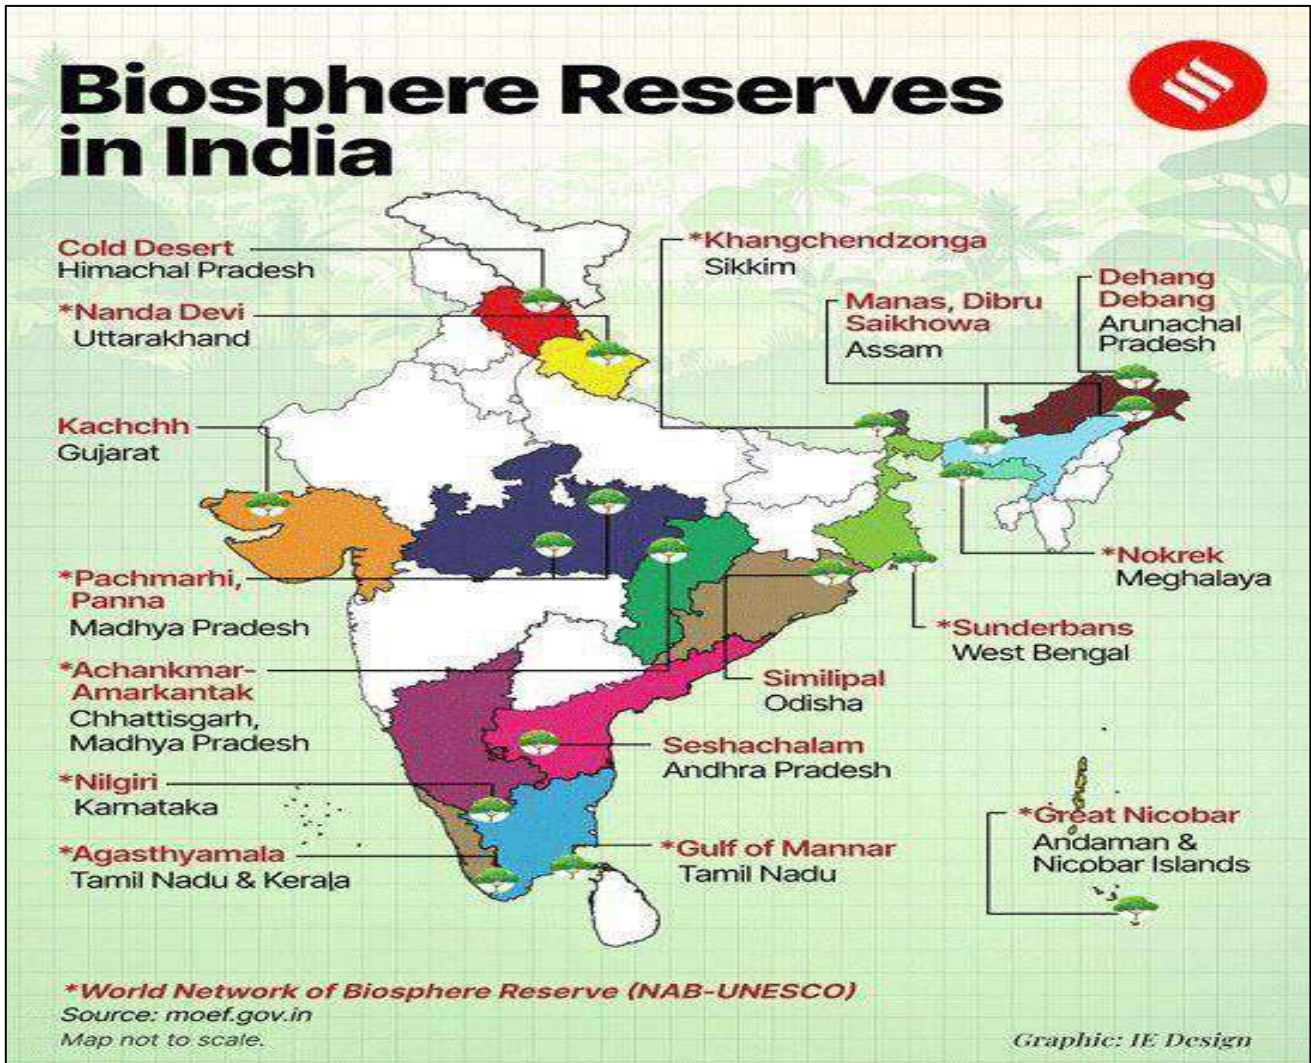 Biosphere Reserves
in India
Cold Desert
Himachal Pradesh
*Nanda Devi
Uttarakhand
Kachchh
Gujarat
*Pachmarhi,
Panna
Madhya Pradesh
*Achankmar-
Amarkantak
Chhattisgarh,
Madhya Pradesh
*Nilgiri
Karnataka
*Agasthyamala
Tamil Nadu & Kerala
*Khangchendzonga
Sikkim
Manas, Dibru
Saikhowa
Assam
Dehang
Debang
Arunachal
Pradesh
*Nokrek
Meghalaya
*Sunderbans
West Bengal
Similipal
Odisha
Seshachalam
Andhra Pradesh
*Gulf of Mannar
Tamil Nadu
*Great Nicobar
Andaman &
Nicobar Islands
*World Network of Biosphere Reserve (NAB-UNESCO)
Source: moef.gov.in
Map not to scale.
Graphic: IE Design